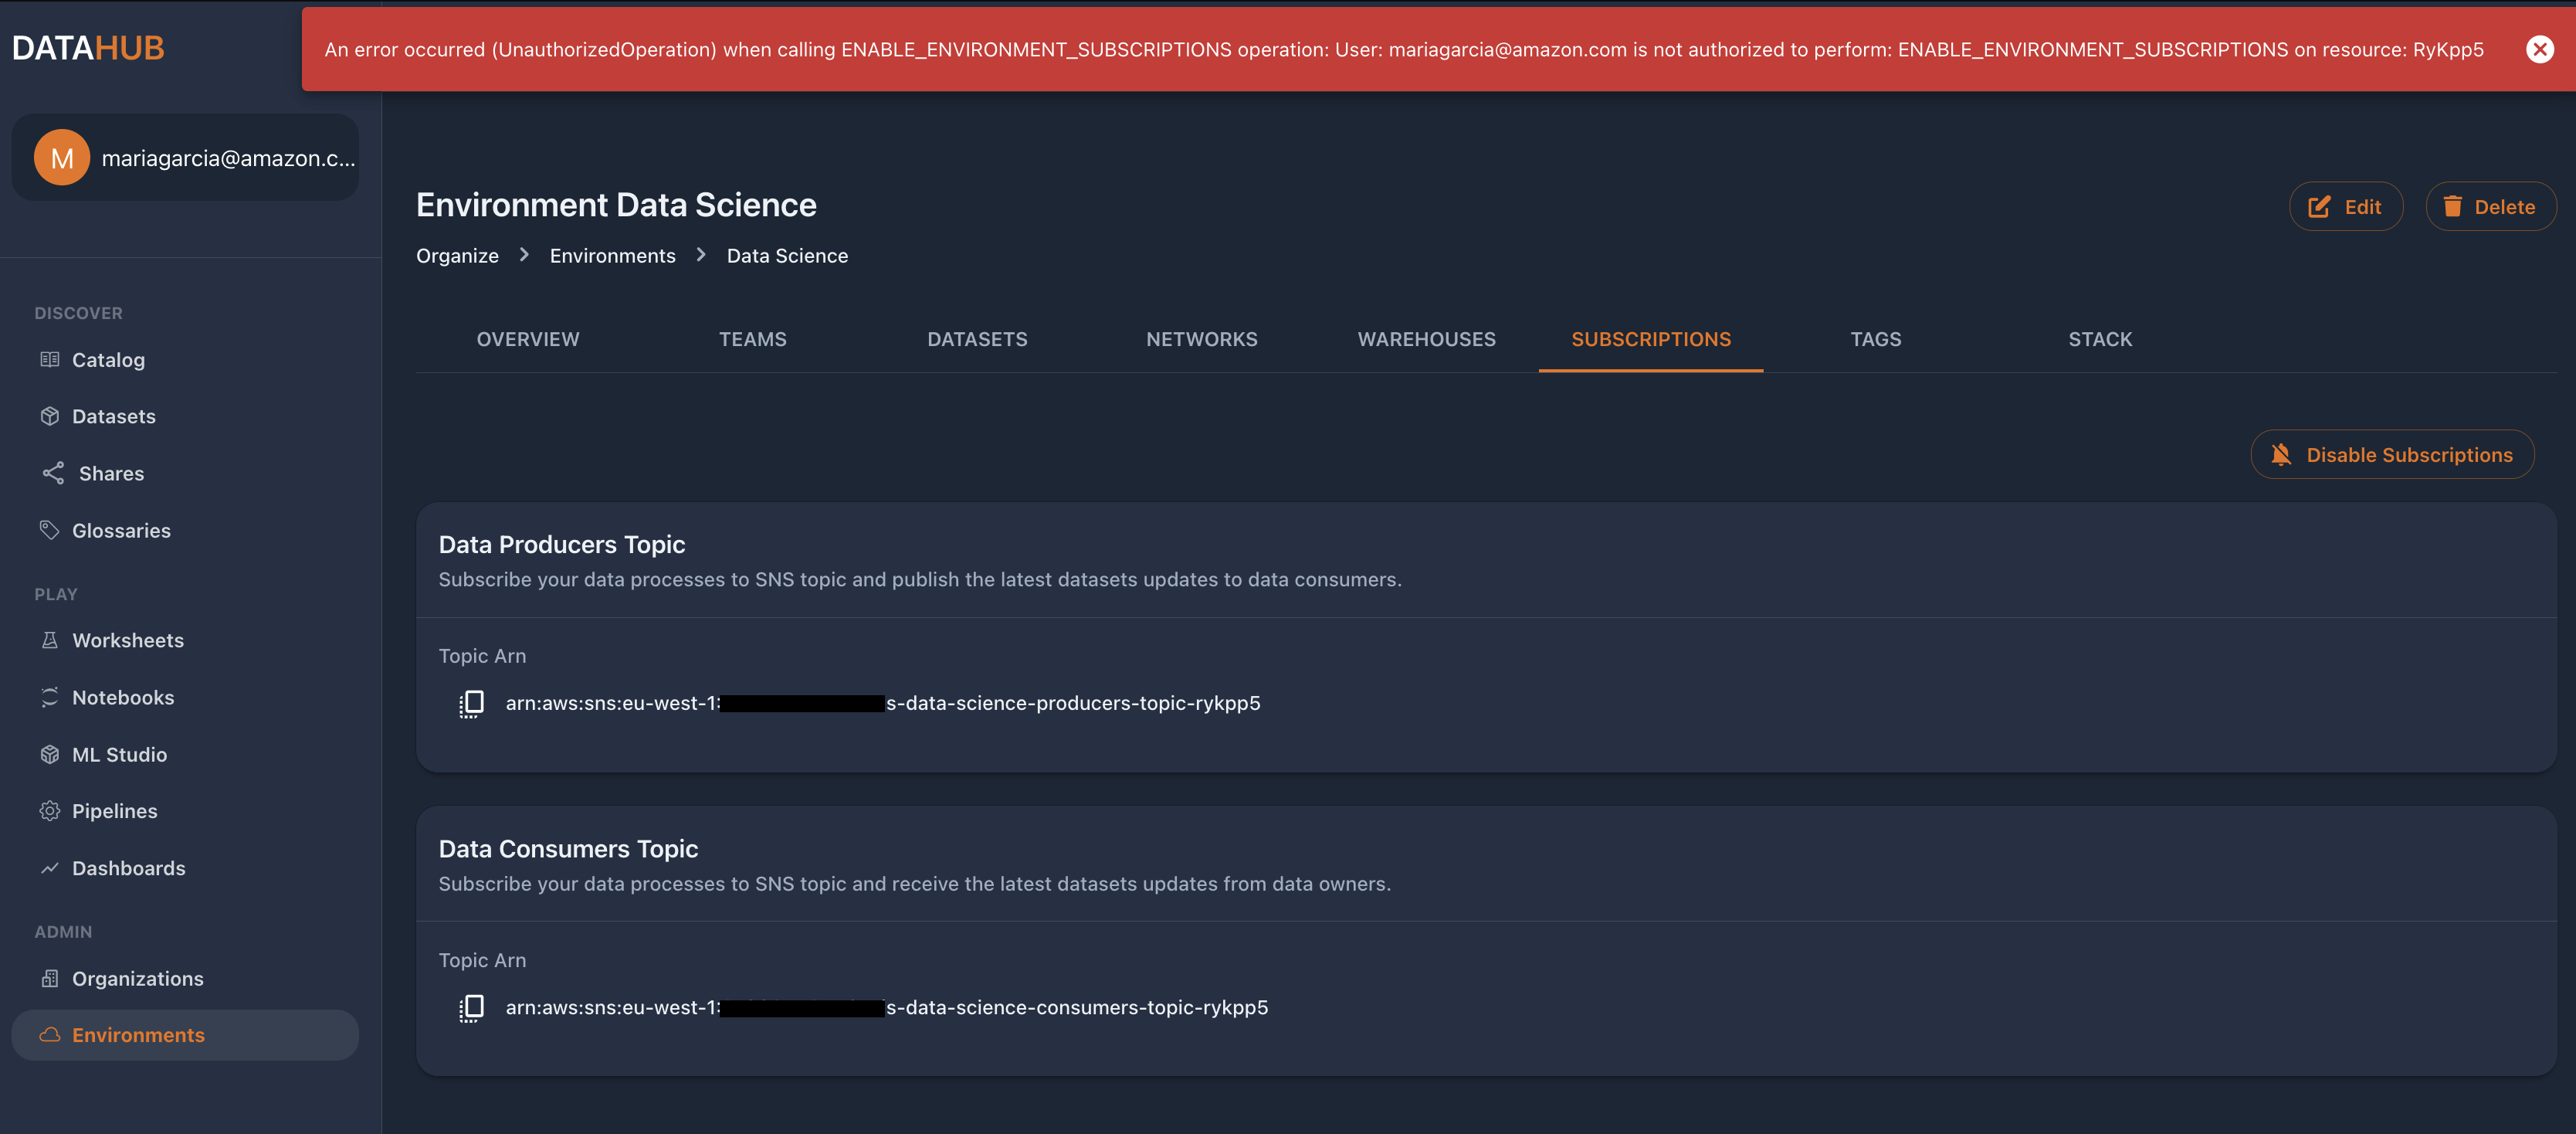 DATAHUB
An error occurred (UnauthorizedOperation) when calling ENABLE_ENVIRONMENT_SUBSCRIPTIONS operation: User: mariagarcia@amazon.com is not authorized to perform: ENABLE_ENVIRONMENT_SUBSCRIPTIONS on resource: RyKpp5
M
mariagarcia@amazon.c...
DISCOVER
Catalog
Datasets
Shares
Glossaries
PLAY
Worksheets
Notebooks
ML Studio
Pipelines
Dashboards
ADMIN
Organizations
Environments
Environment Data Science
Edit
Delete
Organize > Environments > Data Science
OVERVIEW TEAMS DATASETS NETWORKS WAREHOUSES SUBSCRIPTIONS TAGS STACK
Disable Subscriptions
Data Producers Topic
Subscribe your data processes to SNS topic and publish the latest datasets updates to data consumers.
Topic Arn
arn:aws:sns:eu-west-1: s-data-science-producers-topic-rykpp5
Data Consumers Topic
Subscribe your data processes to SNS topic and receive the latest datasets updates from data owners.
Topic Arn
arn:aws:sns:eu-west-1: s-data-science-consumers-topic-rykpp5